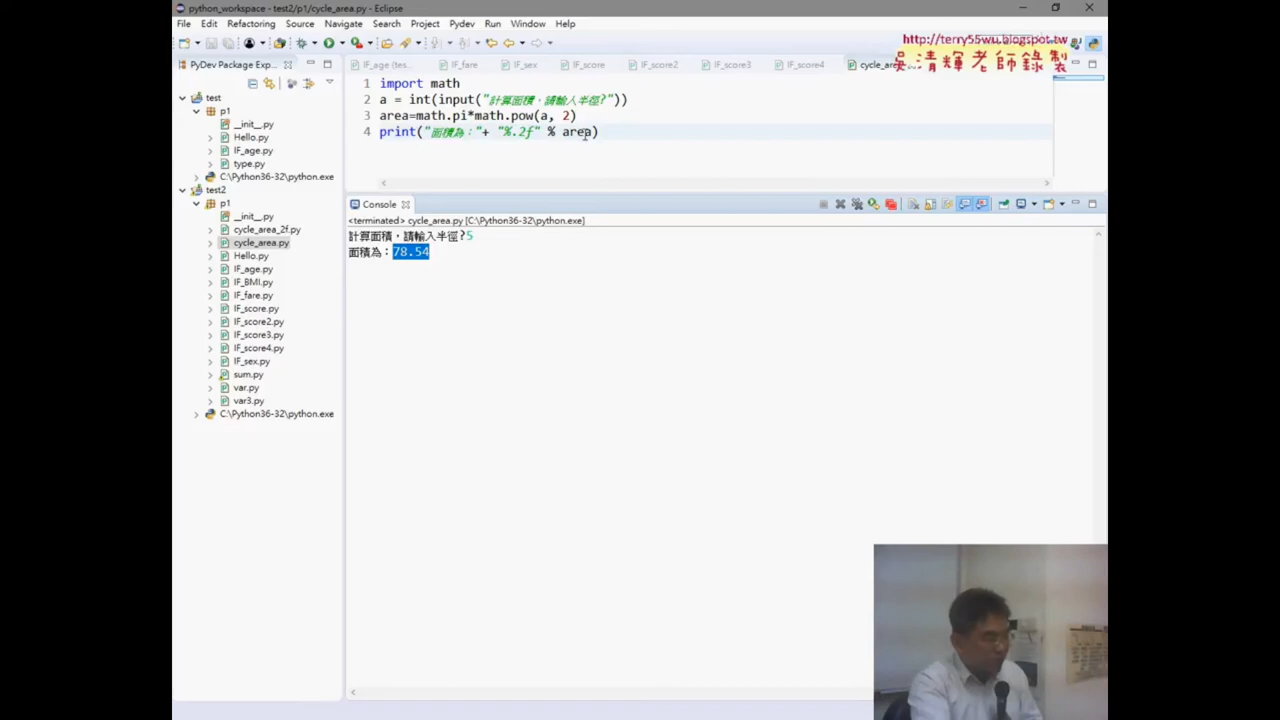 python_workspace - test2/p1/cycle_area.py - Eclipse
File Edit Refactoring Source Navigate Search Project Pydev Run Window Help
http://terry55wu.blogspot.tw
吳清輝老師錄製
PyDev Package Exp...
IF_age (tes... IF_fare IF_sex IF_score IF_score2 IF_score3 IF_score4
test
p1
__init__.py
Hello.py
IF_age.py
type.py
C:\Python36-32\python.exe
test2
p1
__init__.py
cycle_area_2f.py
cycle_area.py
Hello.py
IF_age.py
IF_BMI.py
IF_fare.py
IF_score.py
IF_score2.py
IF_score3.py
IF_score4.py
IF_sex.py
sum.py
var.py
var3.py
C:\Python36-32\python.exe
1 import math
2 a = int(input("計算面積，請輸入半徑?"))
3 area=math.pi*math.pow(a, 2)
4 print("面積為："+ "%.2f" % area)
Console
<terminated> cycle_area.py [C:\Python36-32\python.exe]
計算面積，請輸入半徑?5
面積為：78.54